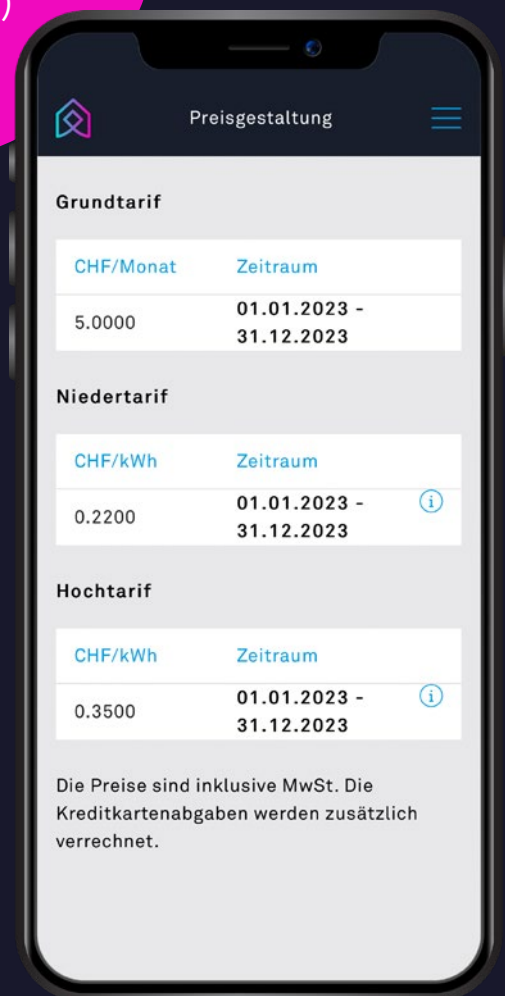 )
Preisgestaltung
Grundtarif
CHF/Monat Zeitraum
5.0000 01.01.2023 -
31.12.2023
Niedertarif
CHF/kWh Zeitraum
0.2200 01.01.2023 -
31.12.2023
Hochtarif
CHF/kWh Zeitraum
0.3500 01.01.2023 -
31.12.2023
Die Preise sind inklusive MwSt. Die
Kreditkartenabgaben werden zusätzlich
verrechnet.